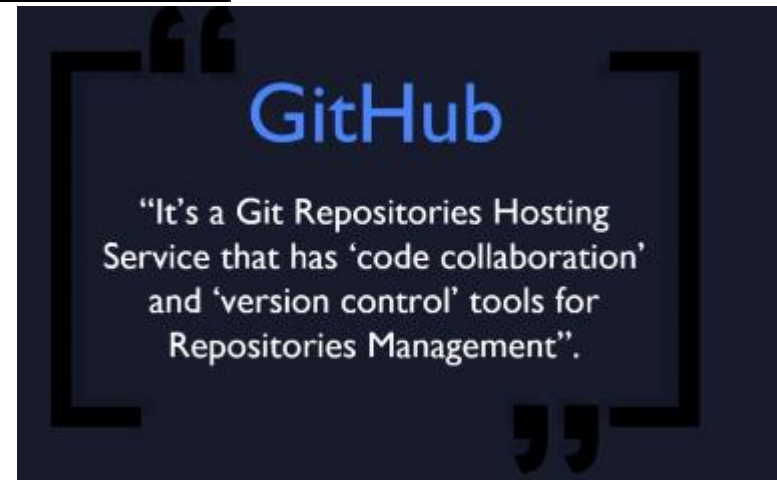 GitHub
“It’s a Git Repositories Hosting
Service that has ‘code collaboration’
and ‘version control’ tools for
Repositories Management”.